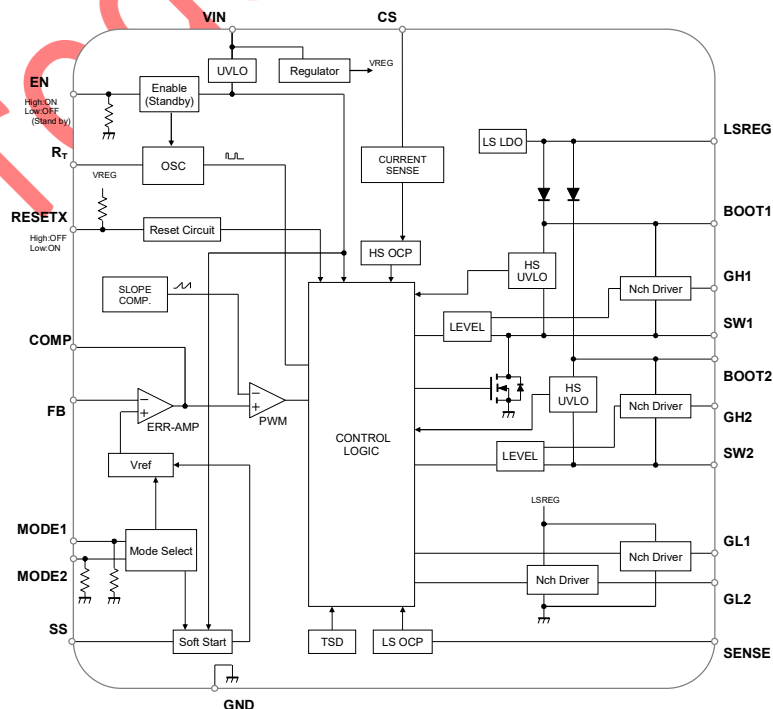 VIN
CS
UVLO
Regulator
VREG
EN
High:ON
Low:OFF
(Stand by)
Enable
(Standby)
LSREG
LS LDO
RT
OSC
CURRENT
SENSE
VREG
BOOT1
RESETX
High:OFF
Low:ON
Reset Circuit
HS OCP
HS
UVLO
GH1
Nch Driver
SLOPE
COMP.
LEVEL
SW1
COMP
BOOT2
HS
UVLO
FB
ERR-AMP
PWM
Nch Driver
GH2
CONTROL
LOGIC
LEVEL
SW2
Vref
LSREG
MODE1
Mode Select
GL1
Nch Driver
MODE2
Nch Driver
GL2
SS
Soft Start
TSD
LS OCP
SENSE
GND